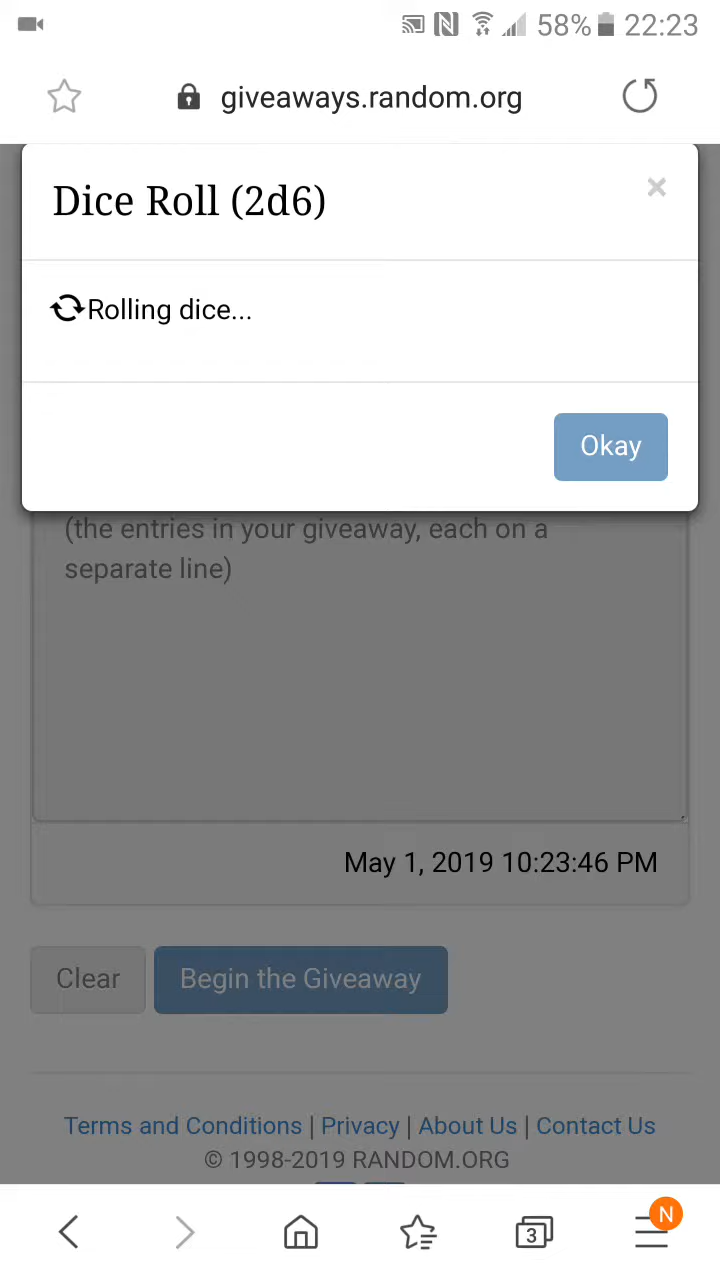 58% 22:23
giveaways.random.org
Dice Roll (2d6)
×
Rolling dice...
Okay
(the entries in your giveaway, each on a
separate line)
May 1, 2019 10:23:46 PM
Clear Begin the Giveaway
Terms and Conditions | Privacy | About Us | Contact Us
© 1998-2019 RANDOM.ORG
3 N